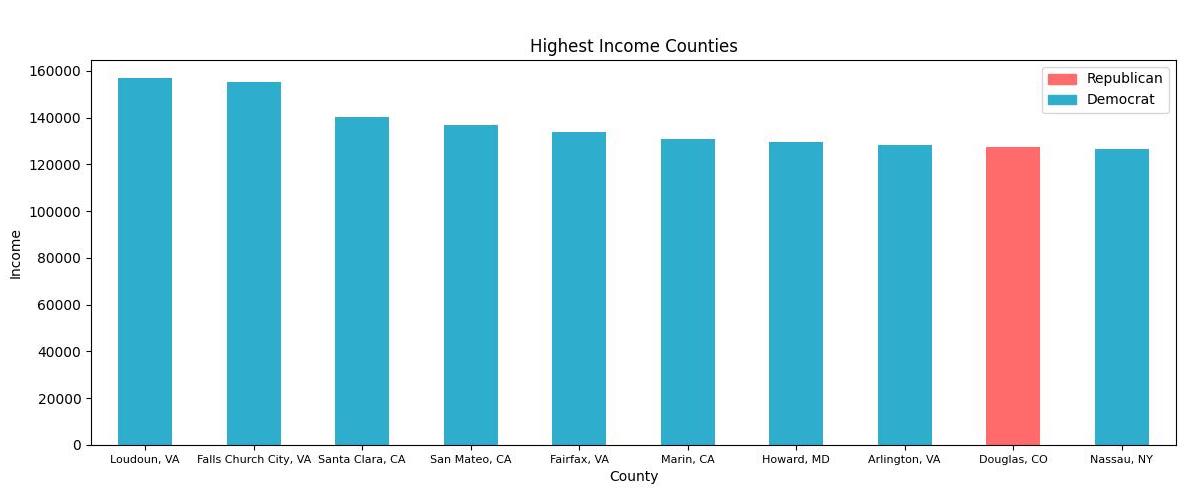 Highest Income Counties
Republican
Democrat
Income
160000
140000
120000
100000
80000
60000
40000
20000
0
Loudoun, VA Falls Church City, VA Santa Clara, CA San Mateo, CA Fairfax, VA Marin, CA Howard, MD Arlington, VA Douglas, CO Nassau, NY
County